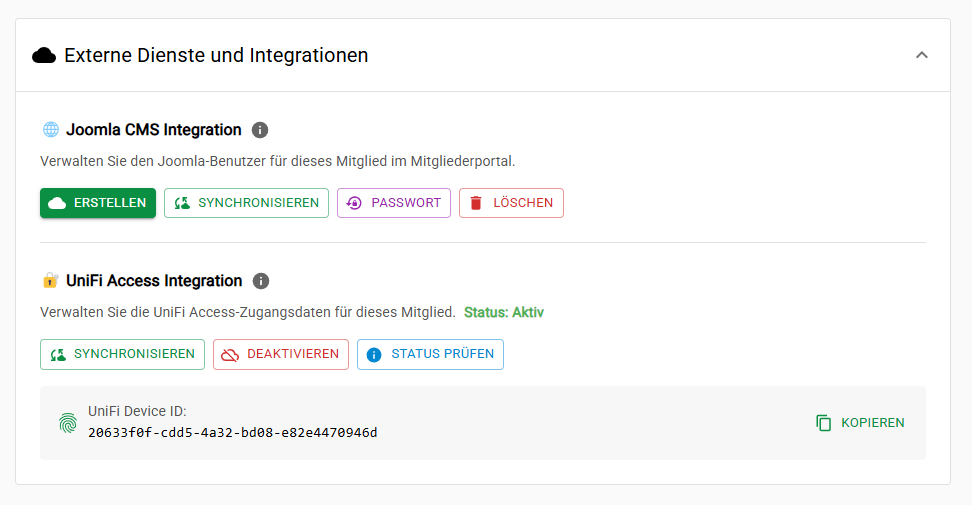 Externe Dienste und Integrationen
Joomla CMS Integration
Verwalten Sie den Joomla-Benutzer für dieses Mitglied im Mitgliederportal.
ERSTELLEN SYNCHRONISIEREN PASSWORT LÖSCHEN
UniFi Access Integration
Verwalten Sie die UniFi Access-Zugangsdaten für dieses Mitglied. Status: Aktiv
SYNCHRONISIEREN DEAKTIVIEREN STATUS PRÜFEN
UniFi Device ID:
20633f0f-cdd5-4a32-bd08-e82e4470946d
KOPIEREN